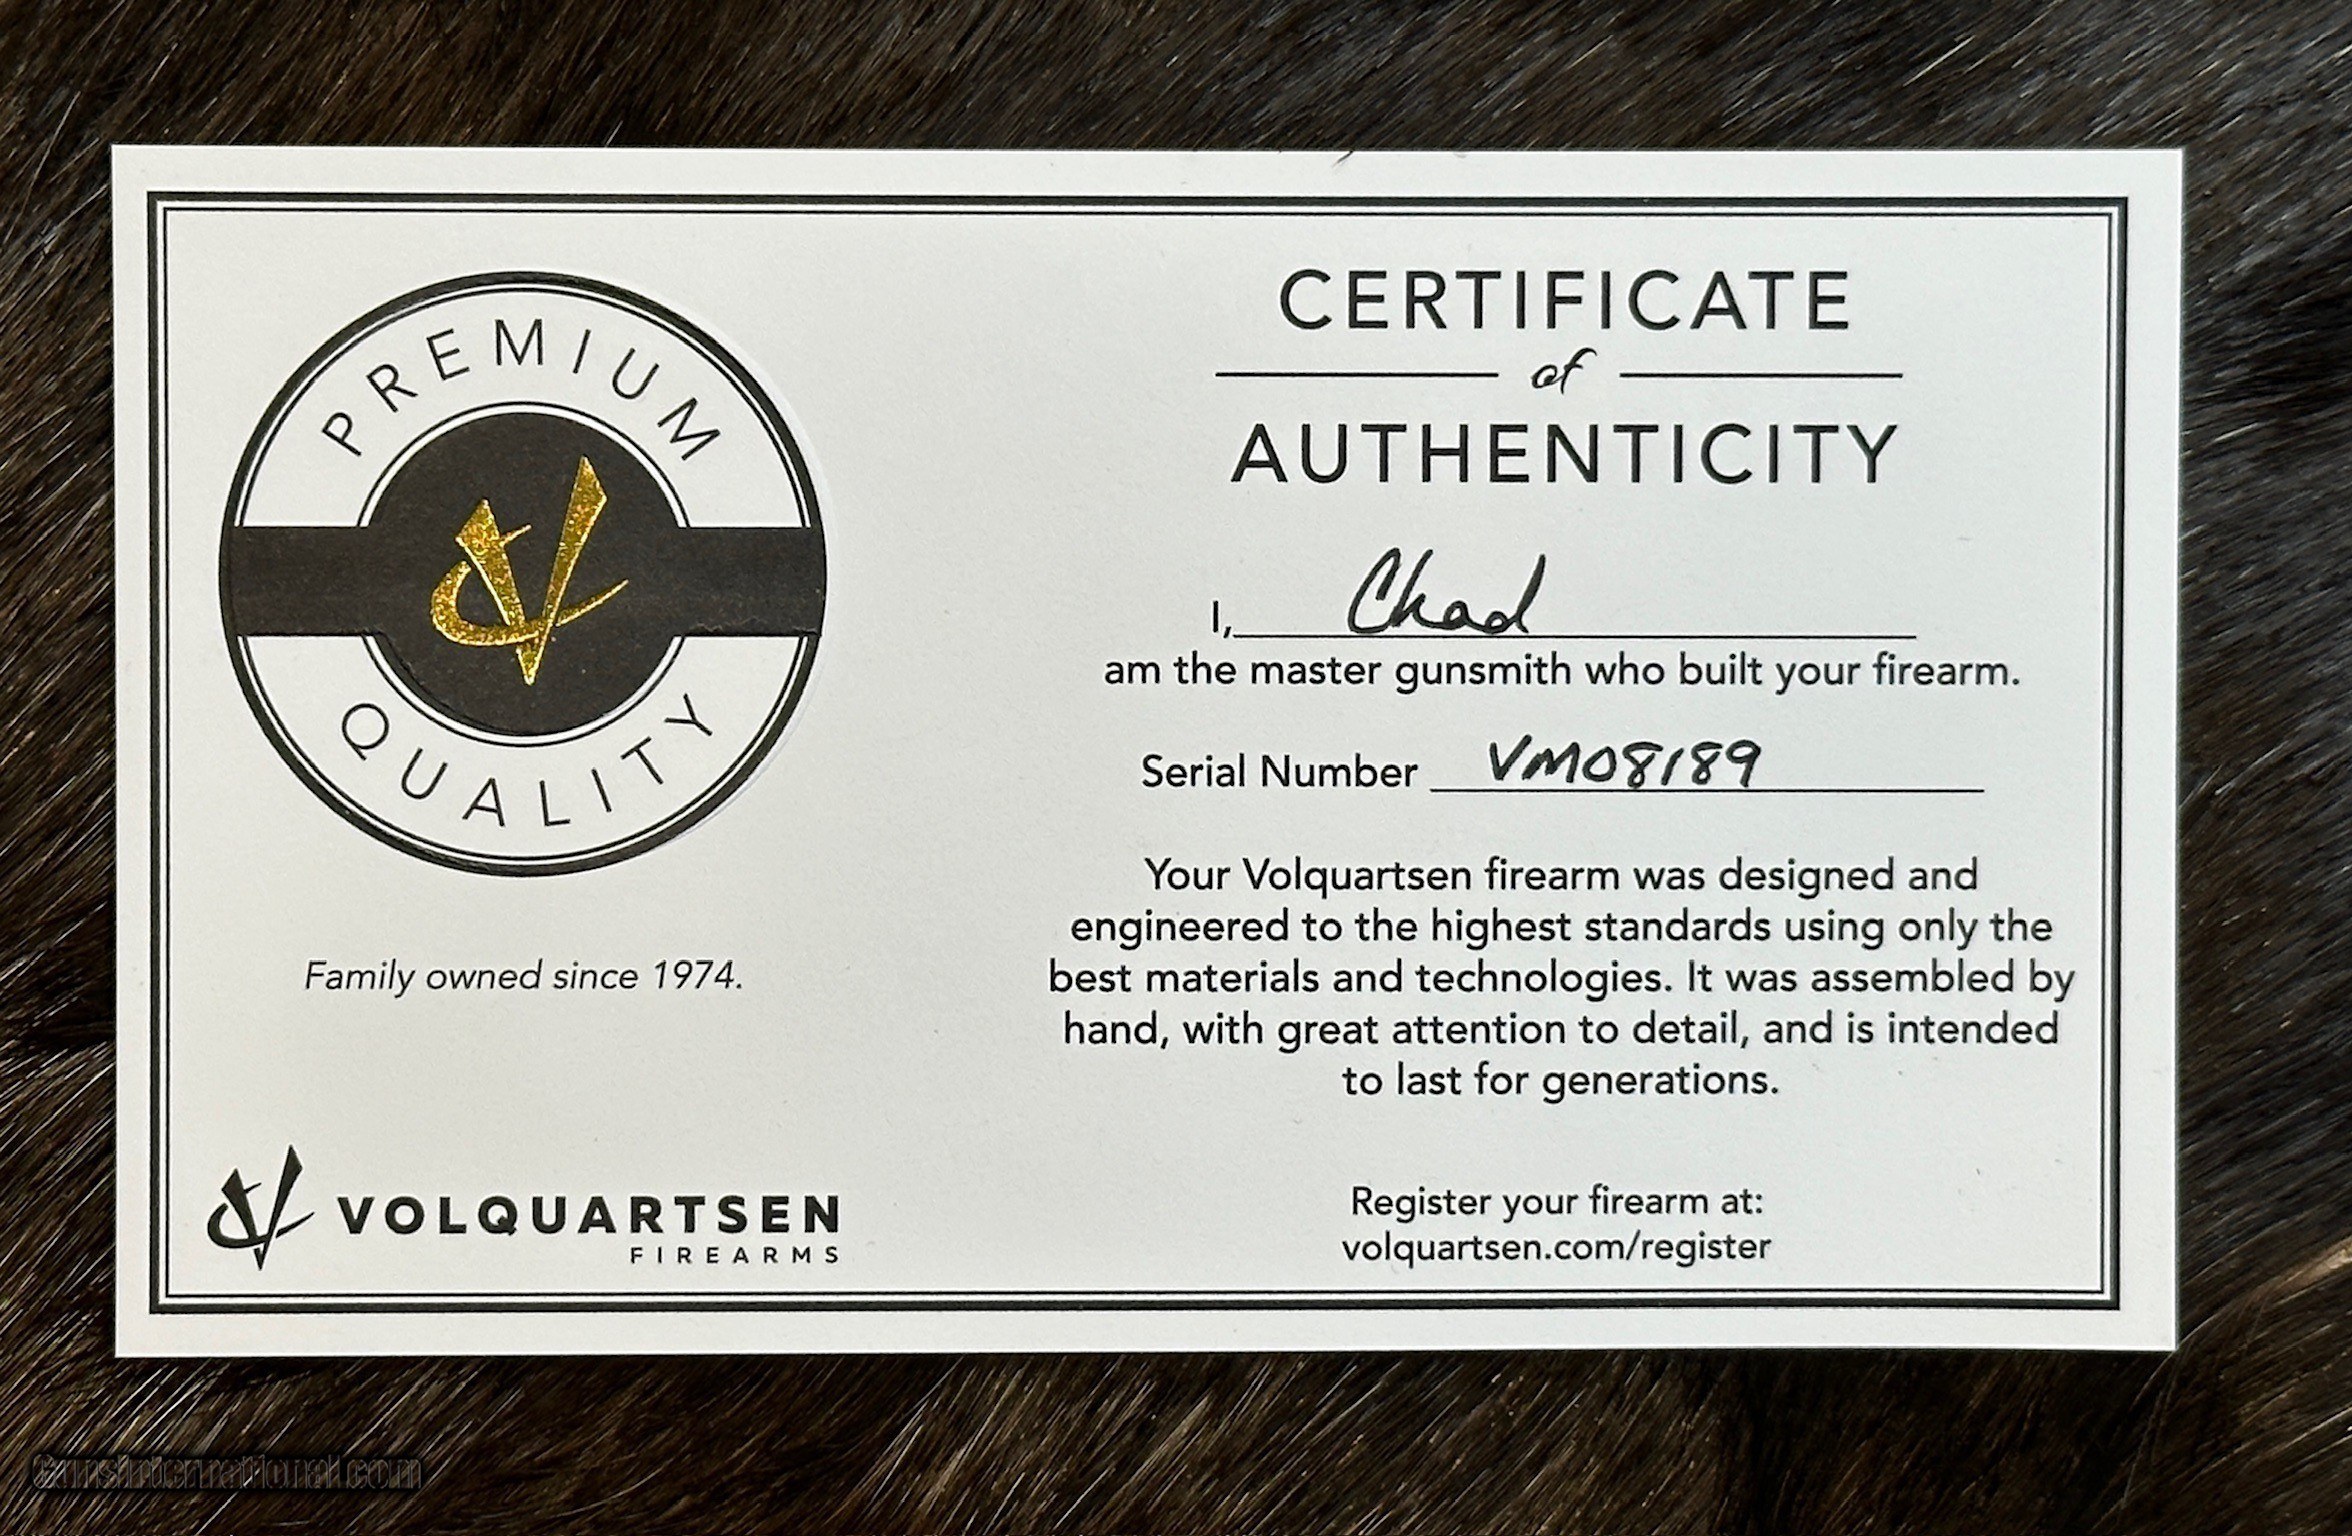 PREMIUM
QUALITY
Family owned since 1974.
VOLQUARTSEN
FIREARMS
CERTIFICATE
of
AUTHENTICITY
I, Chad
am the master gunsmith who built your firearm.
Serial Number VM08189
Your Volquartsen firearm was designed and
engineered to the highest standards using only the
best materials and technologies. It was assembled by
hand, with great attention to detail, and is intended
to last for generations.
Register your firearm at:
volquartsen.com/register
GunsInternational.com